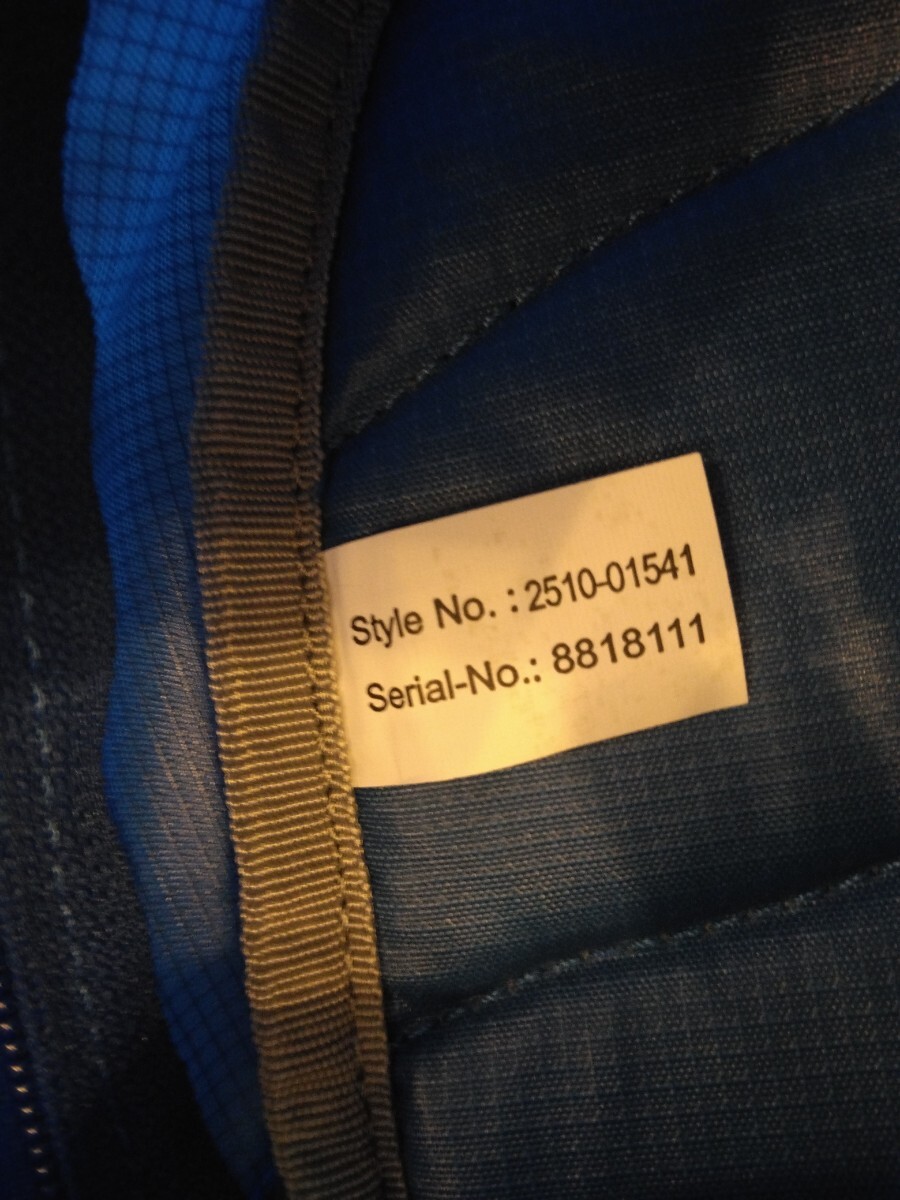 Style No. : 2510-01541
Serial-No.: 8818111